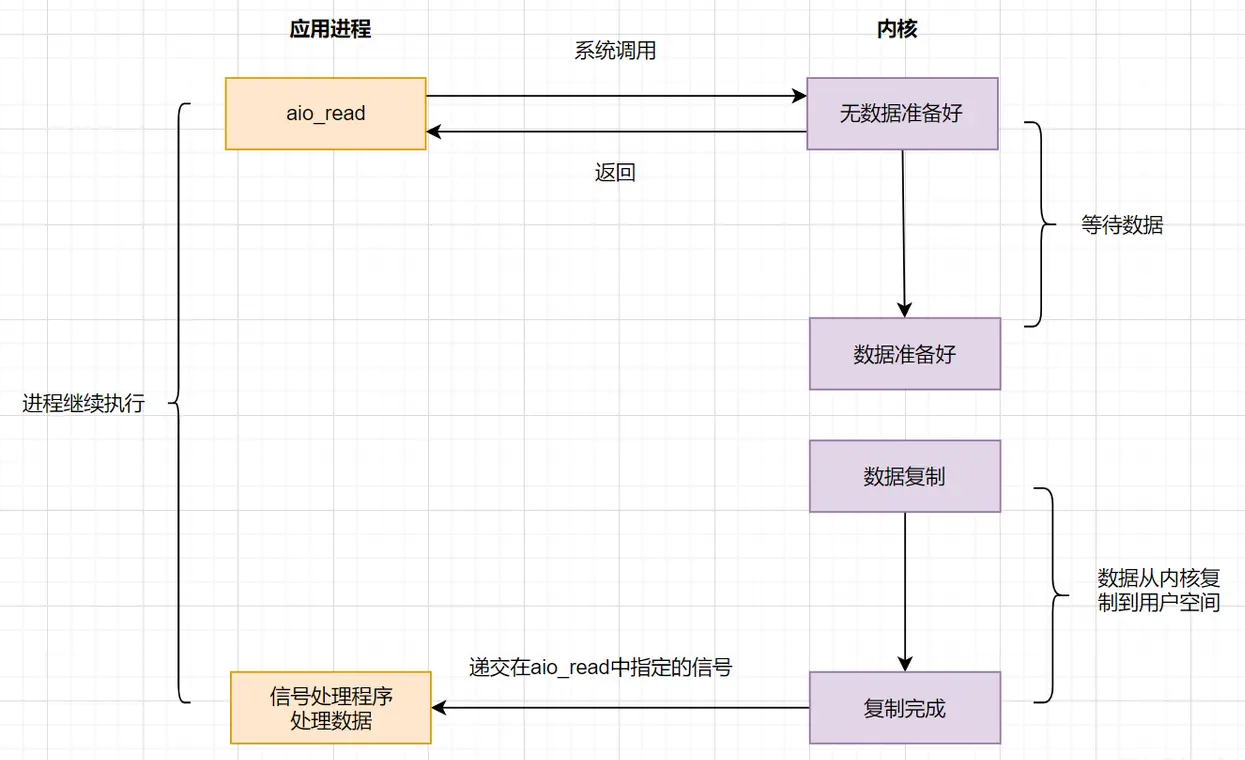 应用进程
内核
系统调用
aio_read
无数据准备好
返回
等待数据
数据准备好
进程继续执行
数据复制
数据从内核复
制到用户空间
递交在aio_read中指定的信号
信号处理程序
处理数据
复制完成